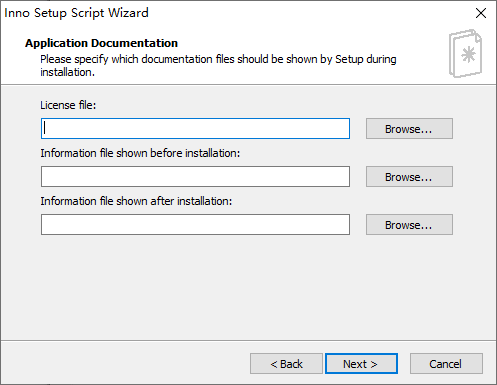 Inno Setup Script Wizard
Application Documentation
Please specify which documentation files should be shown by Setup during
installation.
License file:
Browse...
Information file shown before installation:
Browse...
Information file shown after installation:
Browse...
< Back
Next >
Cancel